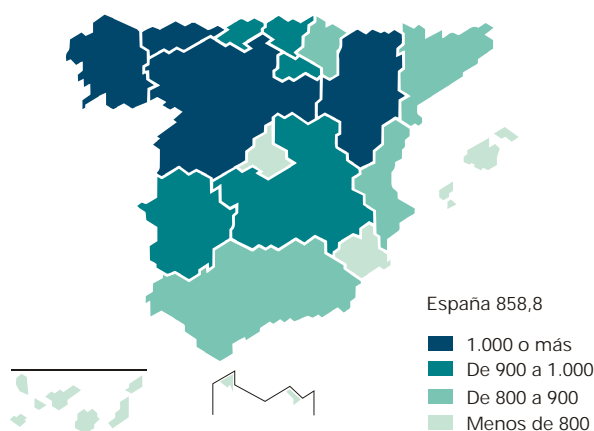 España 858,8
1.000 o más
De 900 a 1.000
De 800 a 900
Menos de 800